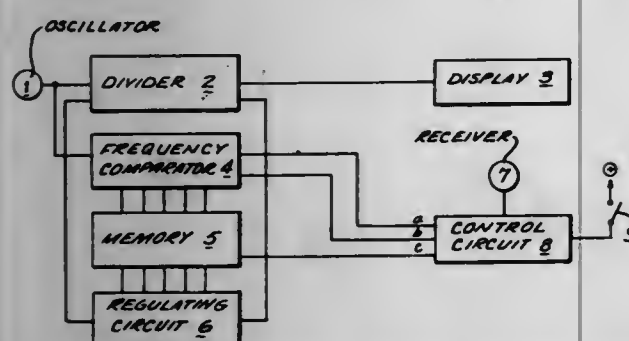 OSCILLATOR
1
DIVIDER 2
DISPLAY 3
FREQUENCY
COMPARATOR 4
RECEIVER
7
MEMORY 5
a
b
c
CONTROL
CIRCUIT 8
+
REGULATING
CIRCUIT 6